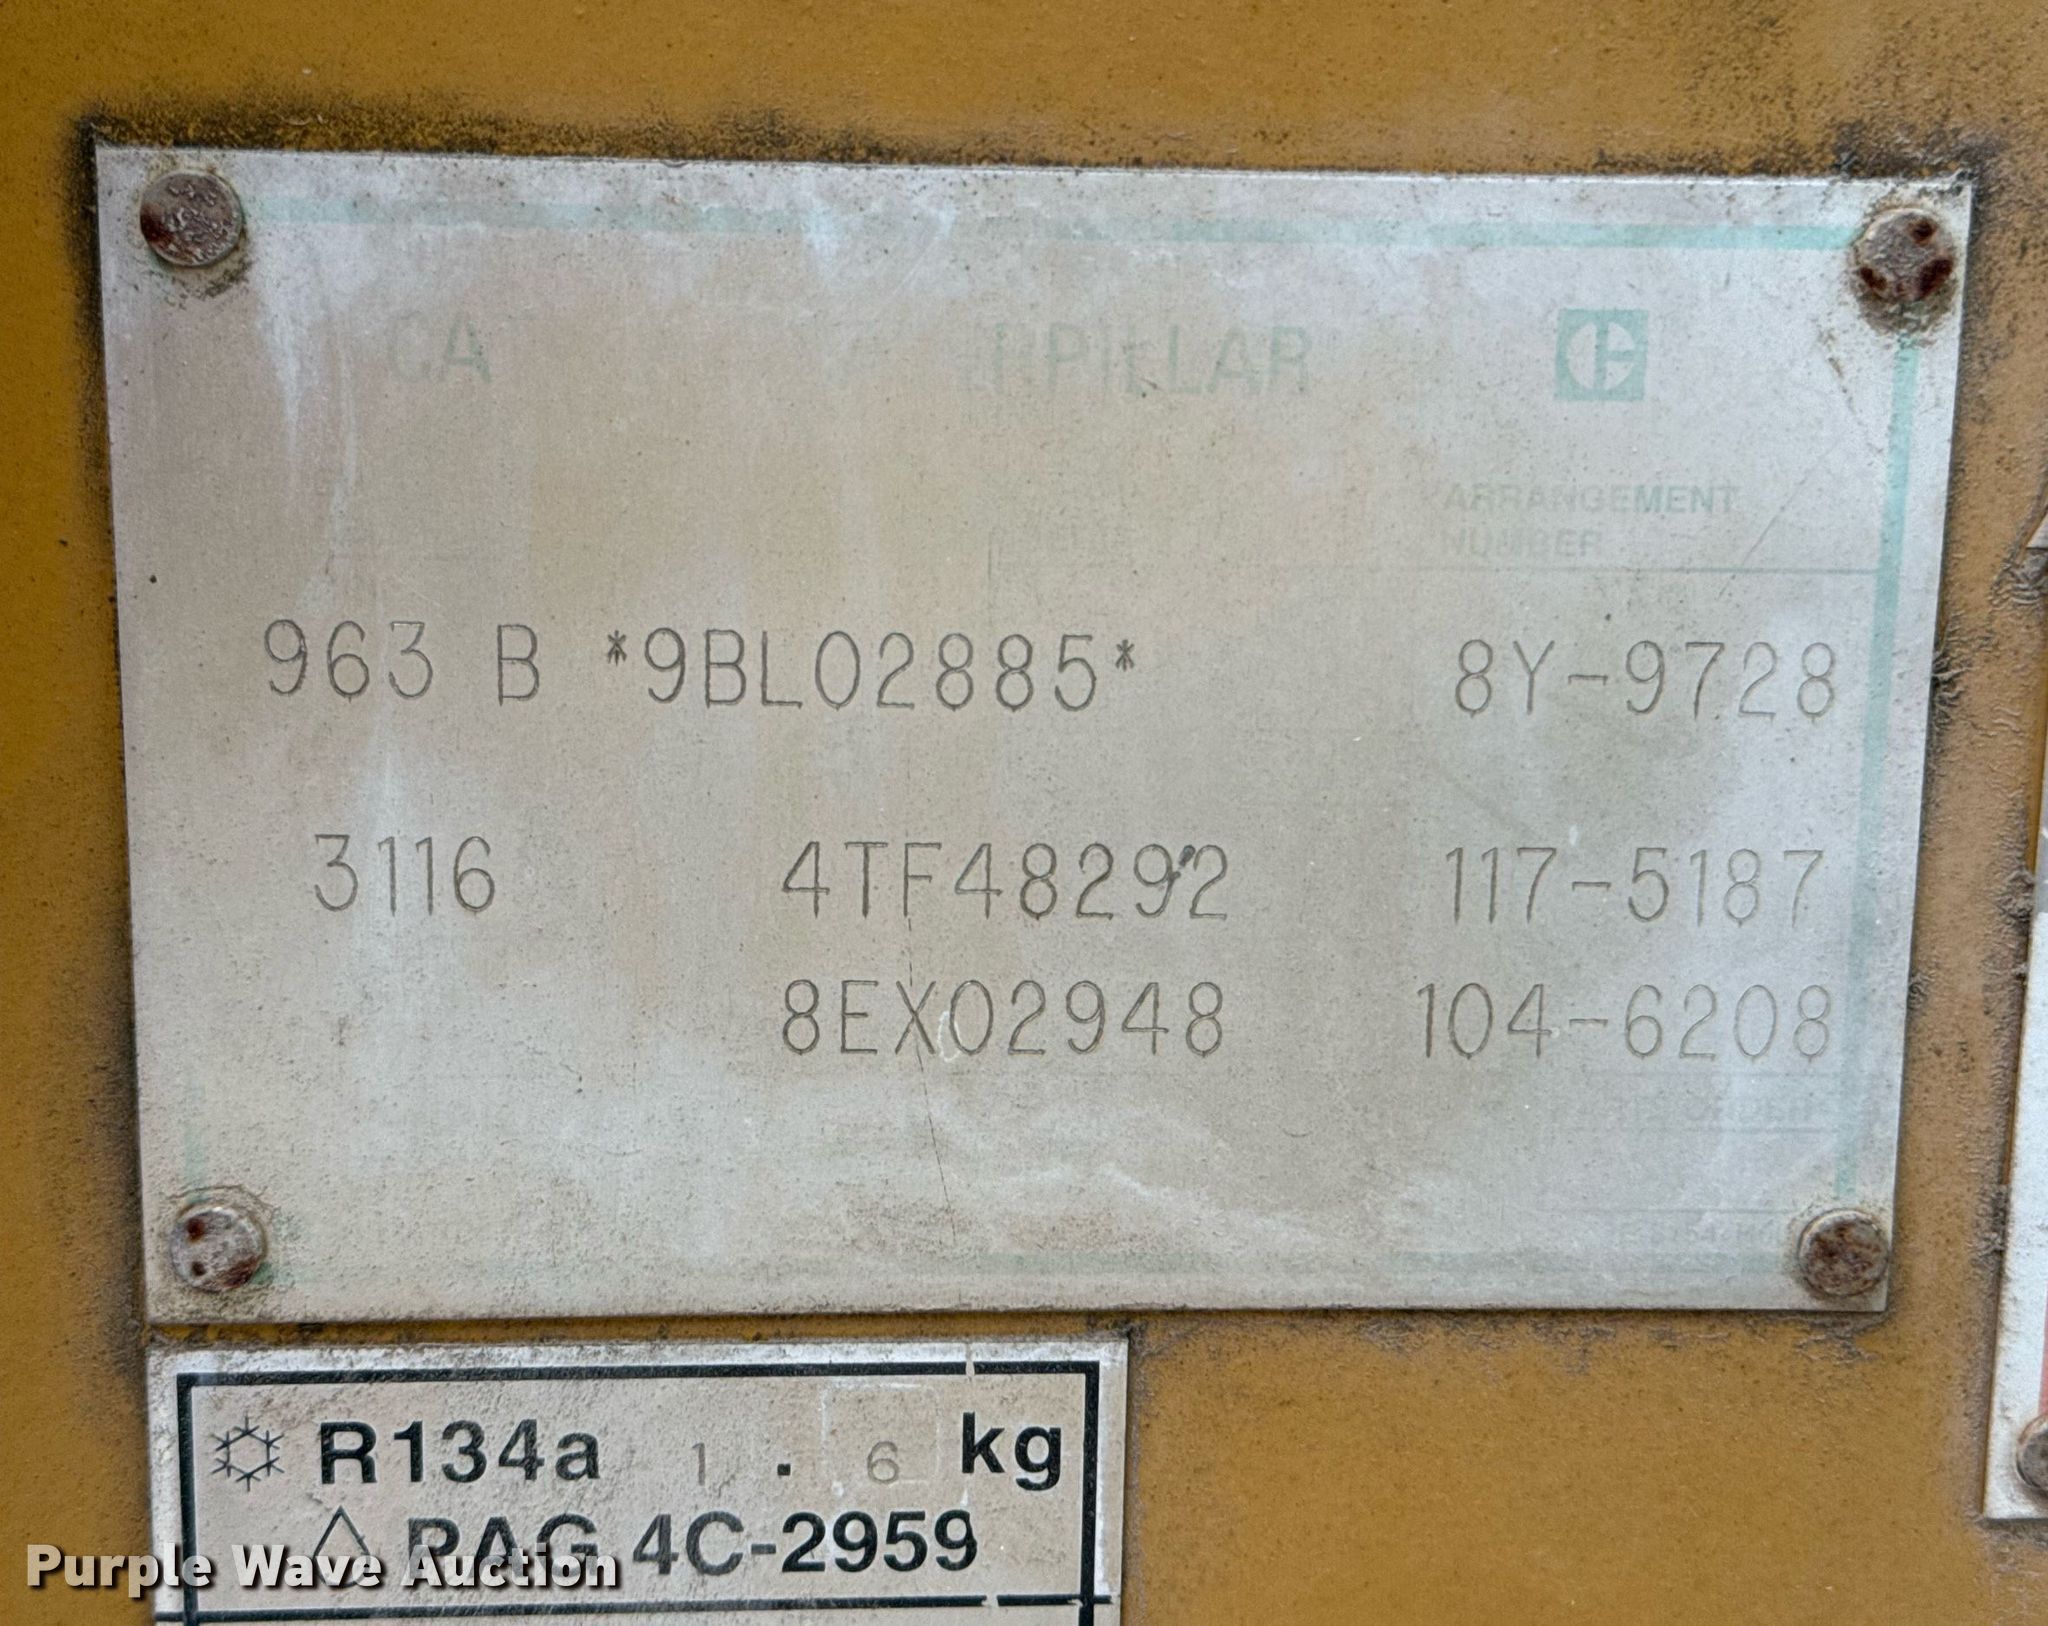 CA RPILLAR
ARRANGEMENT
NUMBER
963 B *9BL02885* 8Y-9728
3116 4TF48292 117-5187
8EX02948 104-6208
R134a 1.6 kg
PAG 4C-2959
Purple Wave Auction